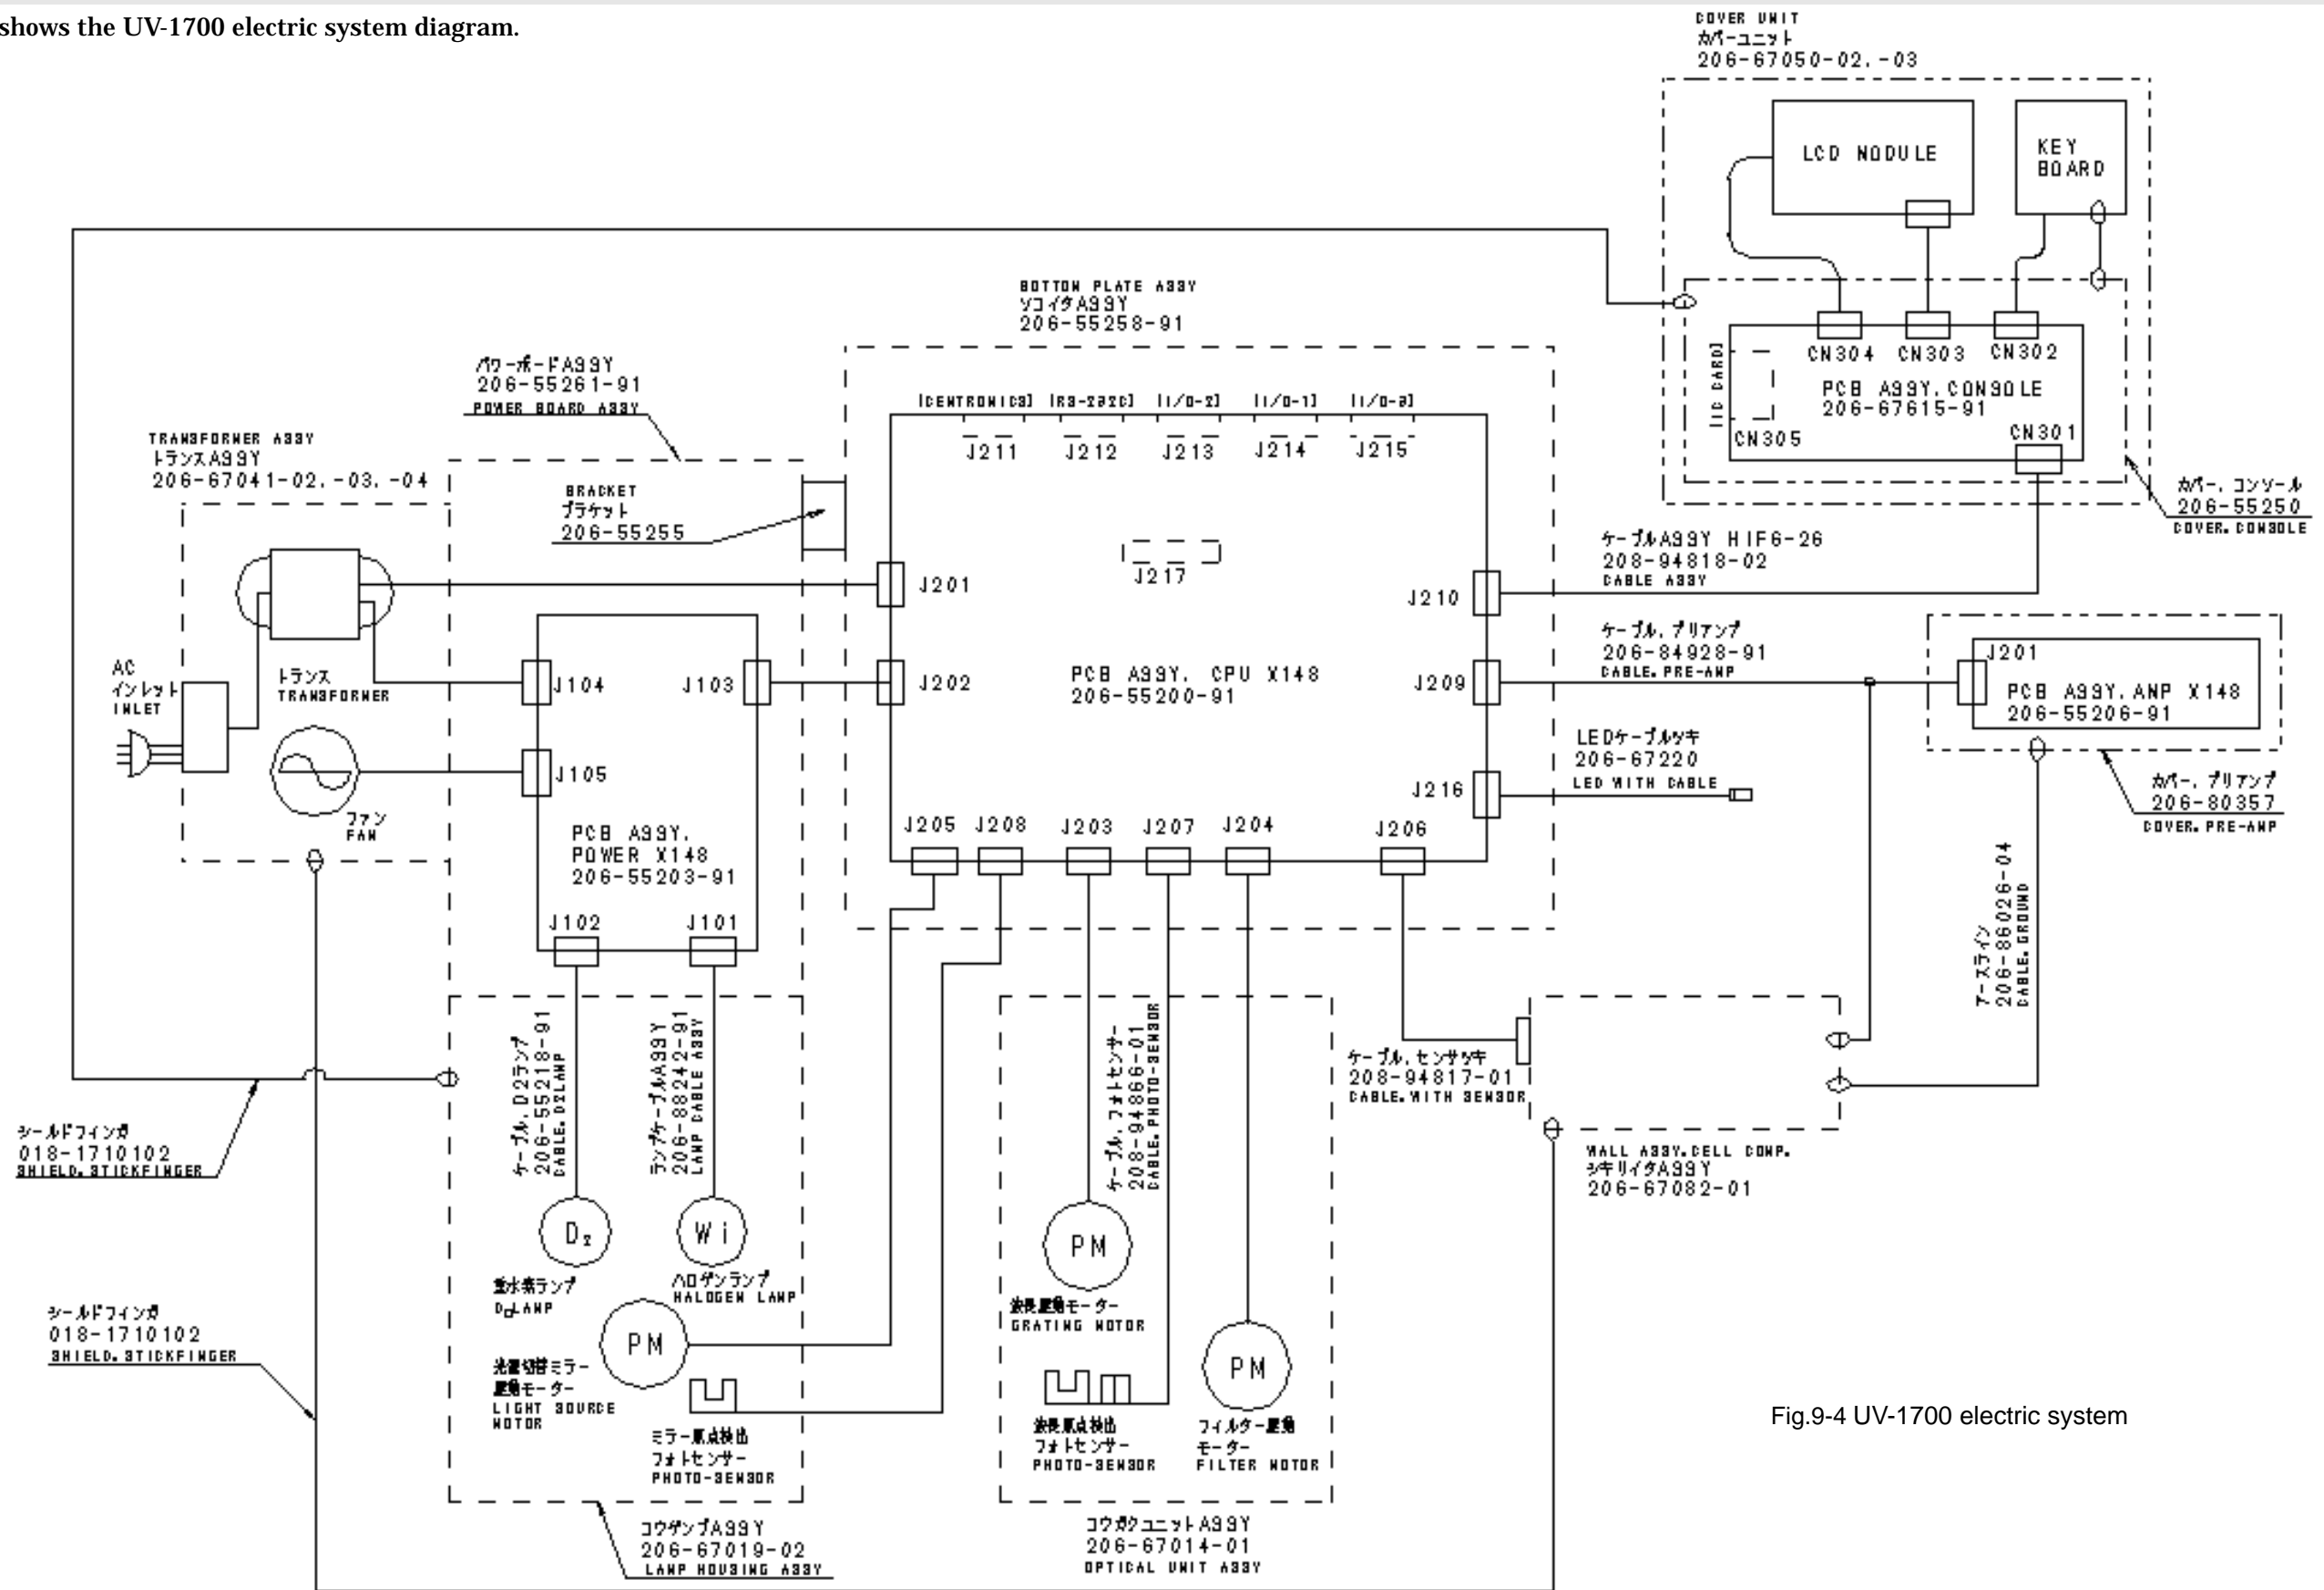 shows the UV-1700 electric system diagram.
COVER UNIT
カバーユニット
206-67050-02.-03
LCD MODULE
KEY
BOARD
CN304 CN303 CN302
[IC CARD]
PCB ASSY.CONSOLE
206-67615-91
CN305
CN301
カバー, コンソール
206-55250
COVER.CONSOLE
BOTTOM PLATE ASSY
ソコイタASSY
206-55258-91
パワーボードASSY
206-55261-91
POWER BOARD ASSY
TRANSFORMER ASSY
トランスASSY
206-67041-02.-03.-04
BRACKET
ブラケット
206-55255
[CENTRONICS] [RS-232C] [I/O-2] [I/O-1] [I/O-3]
J211 J212 J213 J214 J215
J217
J201
J202
PCB ASSY. CPU X148
206-55200-91
J210
J209
J216
J205 J208 J203 J207 J204 J206
ケーブルASSY HIF6-26
208-94818-02
CABLE ASSY
ケーブル, プリアンプ
206-84928-91
CABLE.PRE-AMP
LEDケーブルツキ
206-67220
LED WITH CABLE
J201
PCB ASSY.AMP X148
206-55206-91
カバー, プリアンプ
206-80357
COVER.PRE-AMP
アースライン
206-86026-04
CABLE.GROUND
AC
インレット
INLET
トランス
TRANSFORMER
ファン
FAN
J104
J103
J105
PCB ASSY.
POWER X148
206-55203-91
J102 J101
ケーブル, D2ランプ
206-55218-91
CABLE.D2LAMP
ランプケーブルASSY
206-88242-91
LAMP CABLE ASSY
ケーブル, フォトセンサー
208-94866-01
CABLE.PHOTO-SENSOR
ケーブル, センサツキ
208-94817-01
CABLE.WITH SENSOR
WALL ASSY.CELL COMP.
シキリイタASSY
206-67082-01
シールドフィンガ
018-1710102
SHIELD.STICKFINGER
シールドフィンガ
018-1710102
SHIELD.STICKFINGER
D₂
Wi
重水素ランプ
D₂LAMP
ハロゲンランプ
HALOGEN LAMP
PM
光源切替ミラー
駆動モーター
LIGHT SOURCE
MOTOR
ミラー原点検出
フォトセンサー
PHOTO-SENSOR
PM
波長駆動モーター
GRATING MOTOR
PM
波長原点検出
フォトセンサー
PHOTO-SENSOR
フィルター駆動
モーター
FILTER MOTOR
コウゲンブASSY
206-67019-02
LAMP HOUSING ASSY
コウガクユニットASSY
206-67014-01
OPTICAL UNIT ASSY
Fig.9-4 UV-1700 electric system